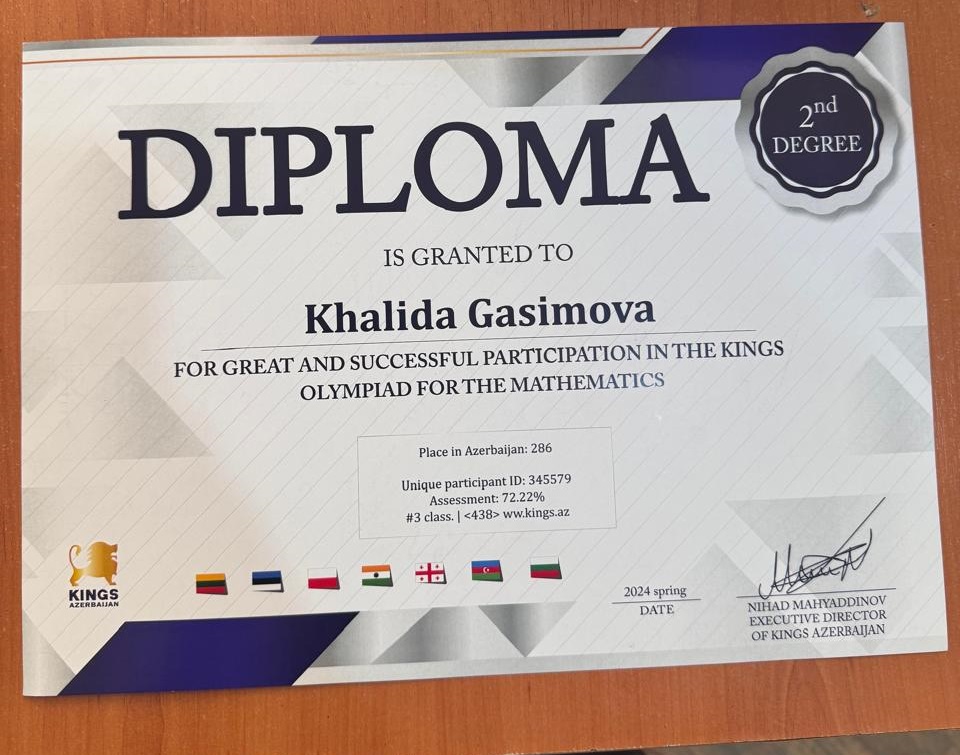 DIPLOMA
2nd
DEGREE
IS GRANTED TO
Khalida Gasimova
FOR GREAT AND SUCCESSFUL PARTICIPATION IN THE KINGS
OLYMPIAD FOR THE MATHEMATICS
Place in Azerbaijan: 286
Unique participant ID: 345579
Assessment: 72.22%
#3 class. | <438> ww.kings.az
KINGS
AZERBAIJAN
2024 spring
DATE
NIHAD MAHYADDINOV
EXECUTIVE DIRECTOR
OF KINGS AZERBAIJAN